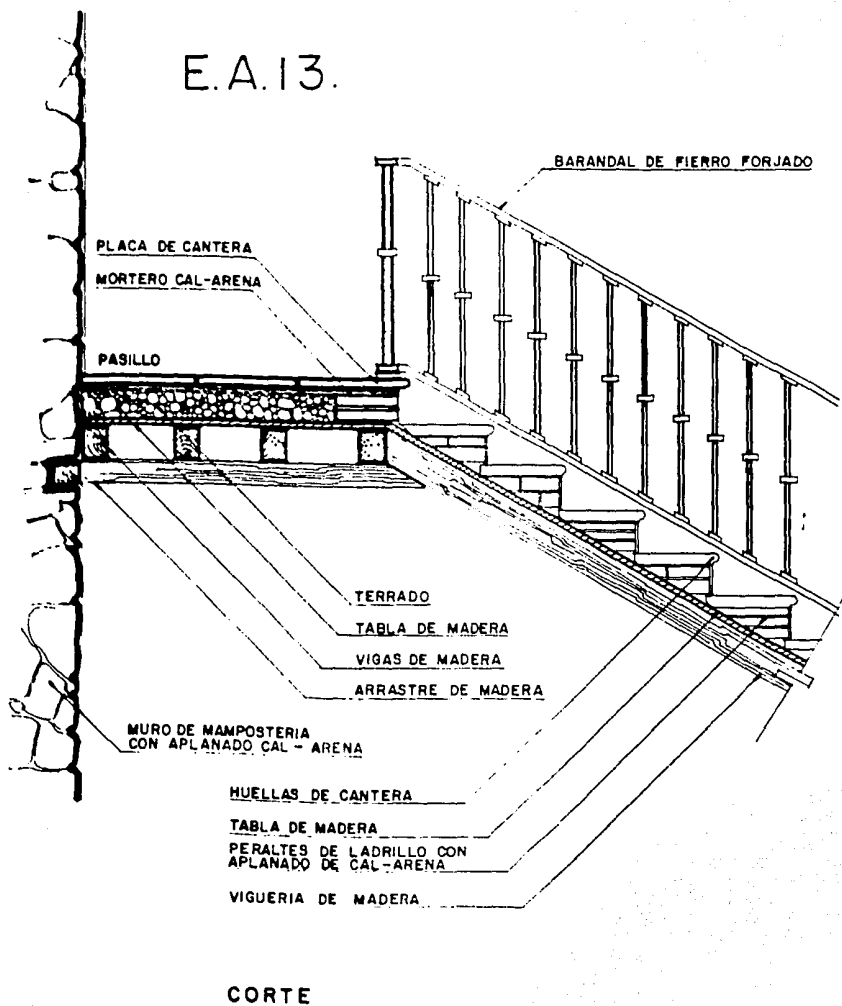 E.A.13.
BARANDAL DE FIERRO FORJADO
PLACA DE CANTERA
MORTERO CAL-ARENA
PASILLO
TERRADO
TABLA DE MADERA
VIGAS DE MADERA
ARRASTRE DE MADERA
MURO DE MAMPOSTERIA
CON APLANADO CAL - ARENA
HUELLAS DE CANTERA
TABLA DE MADERA
PERALTES DE LADRILLO CON
APLANADO DE CAL-ARENA
VIGUERIA DE MADERA
CORTE